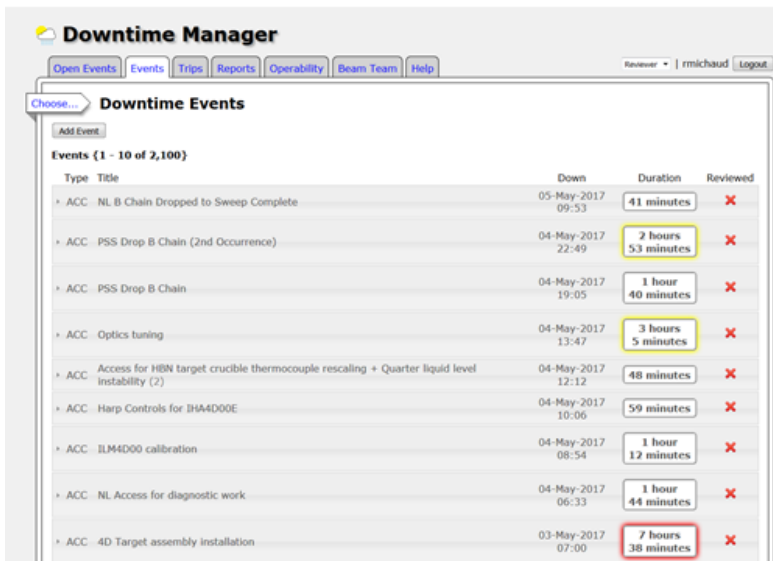 Downtime Manager
Open Events Events Trips Reports Operability Beam Team Help
Reviewer | rmichaud Logout
Choose... Downtime Events
Add Event
Events {1 - 10 of 2,100}
Type Title Down Duration Reviewed
ACC NL B Chain Dropped to Sweep Complete 05-May-2017 09:53 41 minutes
ACC PSS Drop B Chain (2nd Occurrence) 04-May-2017 22:49 2 hours 53 minutes
ACC PSS Drop B Chain 04-May-2017 19:05 1 hour 40 minutes
ACC Optics tuning 04-May-2017 13:47 3 hours 5 minutes
ACC Access for HBN target crucible thermocouple rescaling + Quarter liquid level instability (2) 04-May-2017 12:12 48 minutes
ACC Harp Controls for IHA4D00E 04-May-2017 10:06 59 minutes
ACC ILM4D00 calibration 04-May-2017 08:54 1 hour 12 minutes
ACC NL Access for diagnostic work 04-May-2017 06:33 1 hour 44 minutes
ACC 4D Target assembly installation 03-May-2017 07:00 7 hours 38 minutes